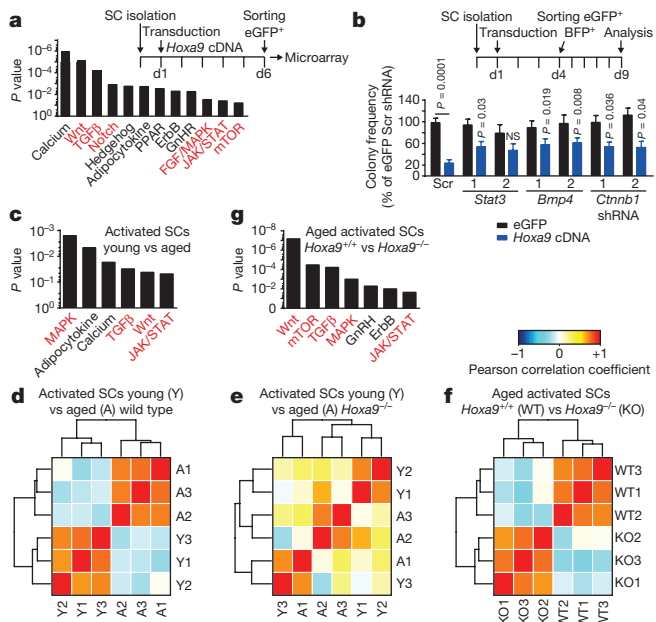 a
SC isolation
Transduction
Hoxa9 cDNA
Sorting
eGFP+
d1
d6
Microarray
P value
10−6
10−4
10−2
100
Calcium
Wnt
TGFβ
Notch
Hedgehog
Adipocytokine
PPAR
ErbB
GnHR
FGF/MAPK
JAK/STAT
mTOR
b
SC isolation
Transduction
Sorting eGFP+
BFP+
Analysis
d1
d4
d9
Colony frequency
(% of eGFP Scr shRNA)
160
120
80
40
0
P = 0.0001
P = 0.03
NS
P = 0.019
P = 0.008
P = 0.036
P = 0.04
Scr
1 2
1 2
1 2
Stat3
Bmp4
Ctnnb1
shRNA
eGFP
Hoxa9 cDNA
c
Activated SCs
young vs aged
P value
10−3
10−2
10−1
100
MAPK
Adipocytokine
Calcium
TGFβ
Wnt
JAK/STAT
g
Aged activated SCs
Hoxa9+/+ vs Hoxa9−/−
P value
10−8
10−6
10−4
10−2
100
Wnt
mTOR
TGFβ
MAPK
GnRH
ErbB
JAK/STAT
−1
0
+1
Pearson correlation
coefficient
d
Activated SCs young (Y)
vs aged (A) wild type
A1
A3
A2
Y3
Y1
Y2
Y2 Y1 Y3 A2 A3 A1
e
Activated SCs young (Y)
vs aged (A) Hoxa9−/−
Y2
Y1
A3
A2
A1
Y3
Y3 A1 A2 A3 Y1 Y2
f
Aged activated SCs
Hoxa9+/+ (WT) vs Hoxa9−/− (KO)
WT3
WT1
WT2
KO2
KO3
KO1
KO1 KO3 KO2 WT2 WT1 WT3